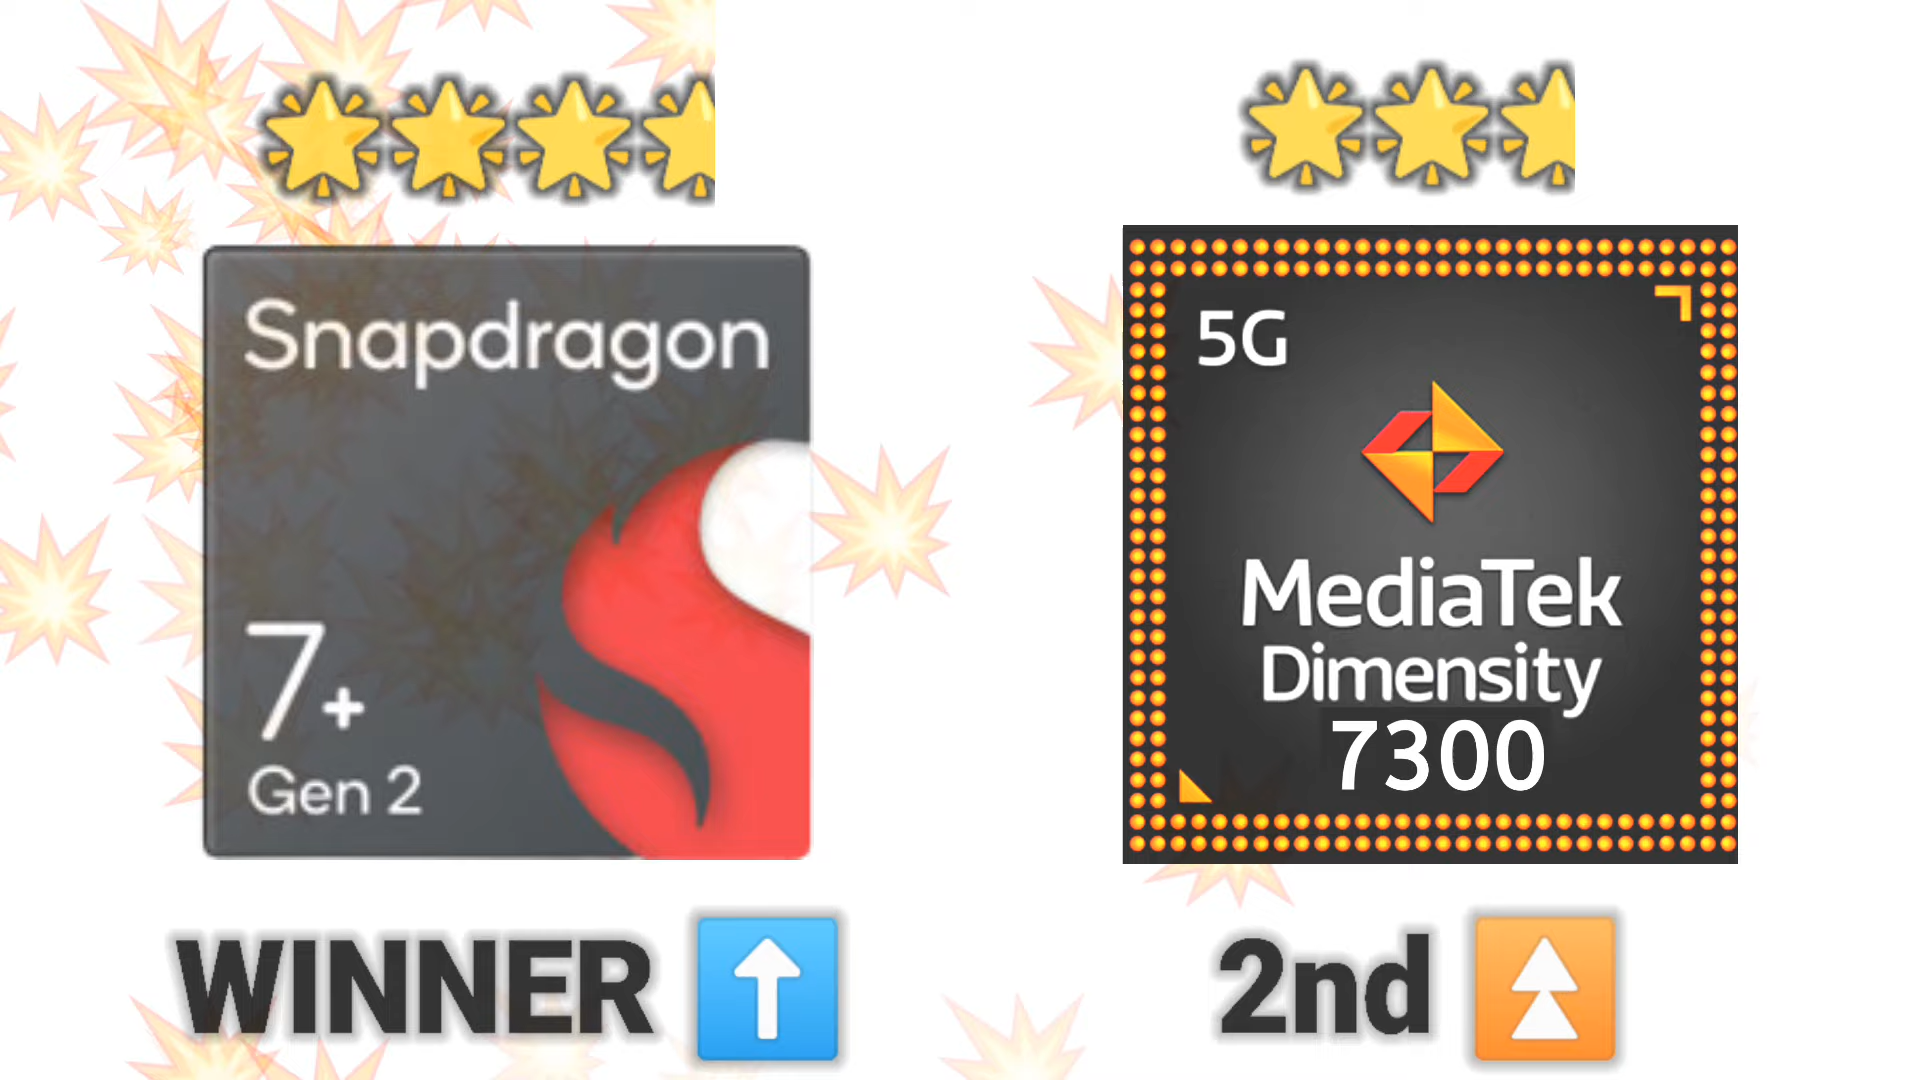 Snapdragon
7+
Gen 2
WINNER
5G
MediaTek
Dimensity
7300
2nd